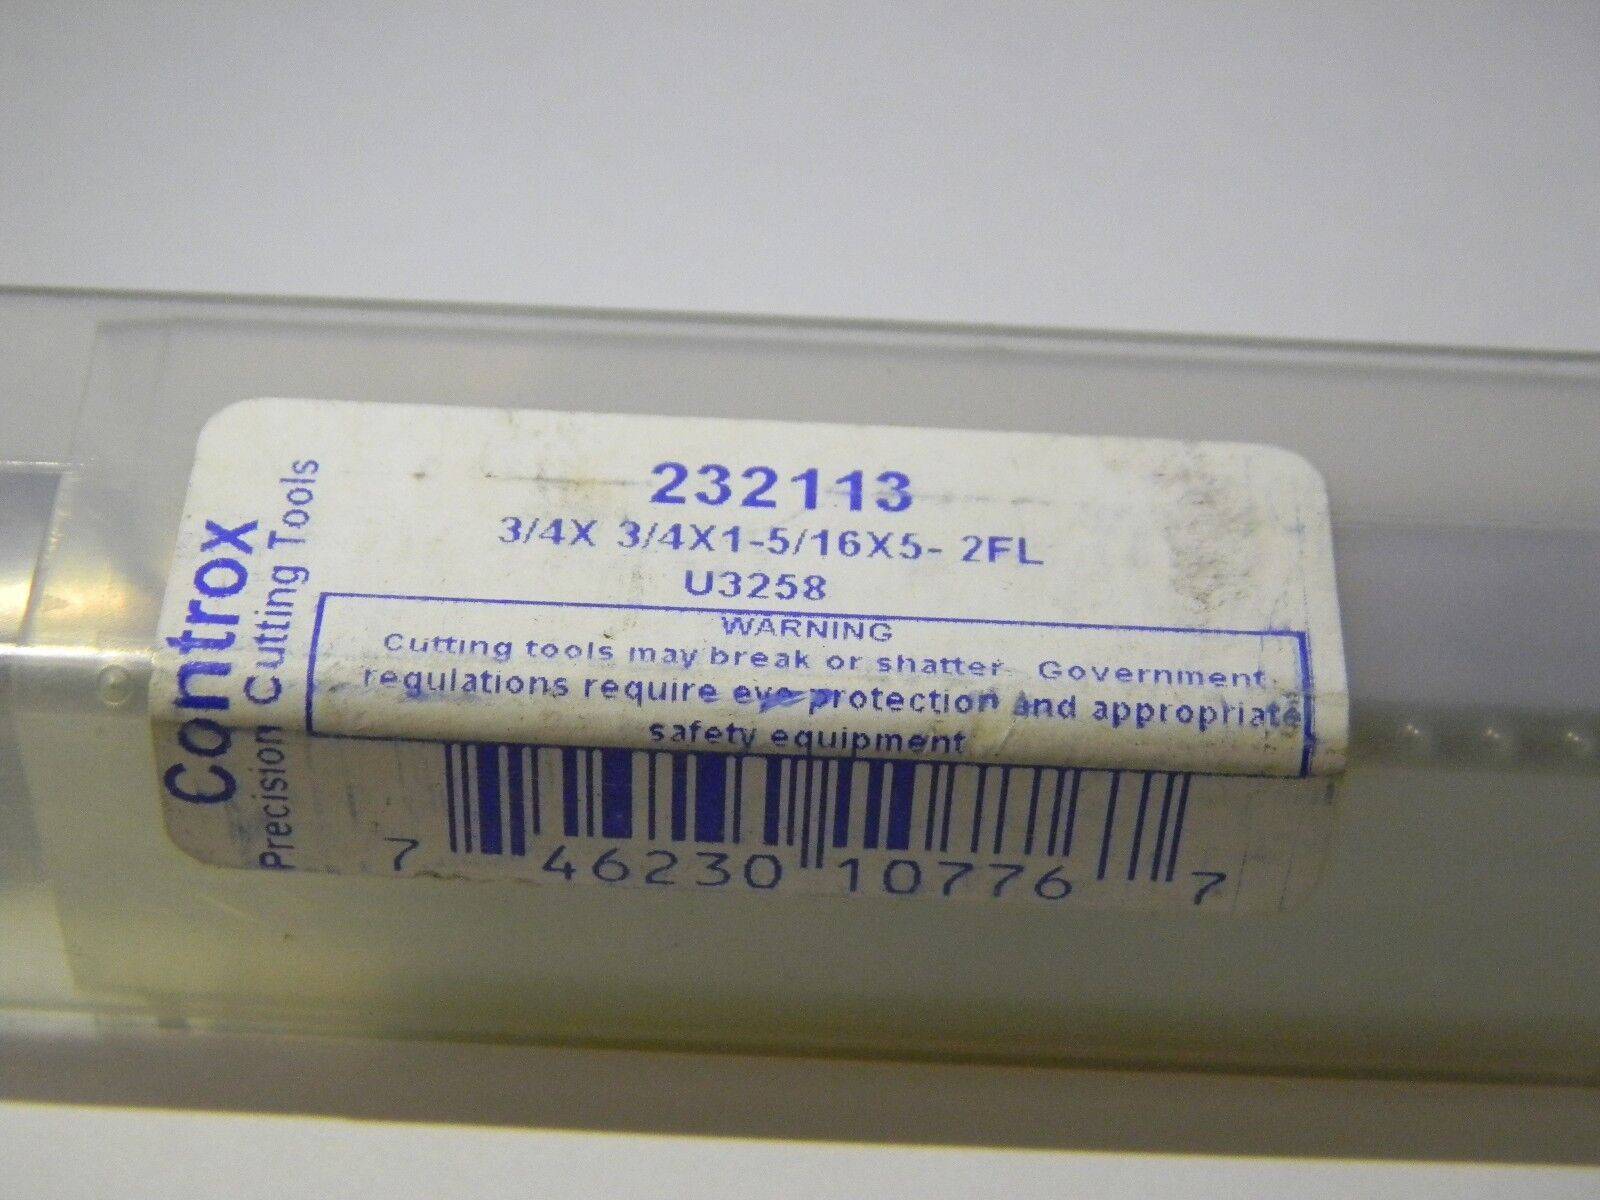 Controx
Precision Cutting Tools
232113
3/4X 3/4X1-5/16X5- 2FL
U3258
WARNING
Cutting tools may break or shatter. Government
regulations require eye protection and appropriate
safety equipment
7 46230 10776 7